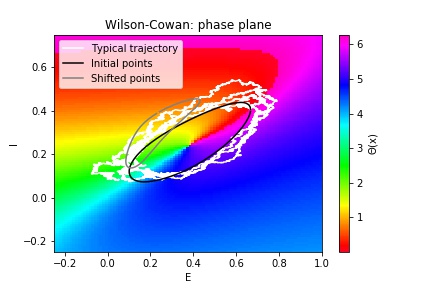 Wilson-Cowan: phase plane
Typical trajectory
Initial points
Shifted points
0.6
0.4
0.2
0.0
−0.2
I
−0.2
0.0
0.2
0.4
0.6
0.8
1.0
E
6
5
4
3
2
1
Θ(x)